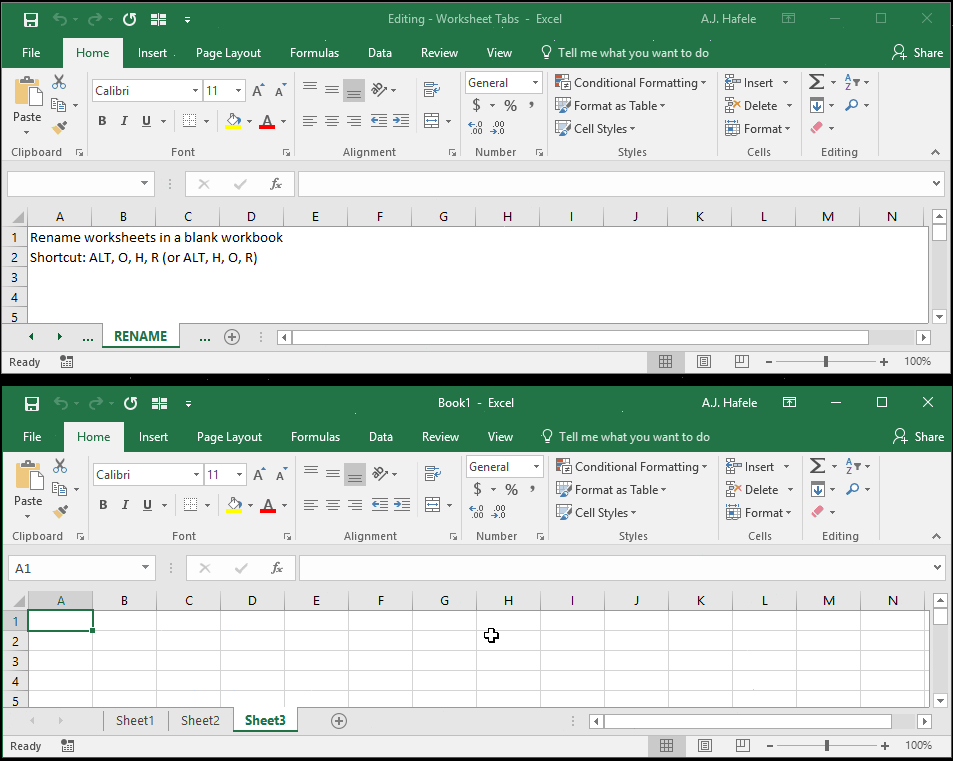 Editing - Worksheet Tabs - Excel A.J. Hafele
File Home Insert Page Layout Formulas Data Review View Tell me what you want to do Share
Calibri 11 General Conditional Formatting Insert
$ % , Format as Table Delete
Paste B I U A Cell Styles Format
Clipboard Font Alignment Number Styles Cells Editing
fx
A B C D E F G H I J K L M N
1 Rename worksheets in a blank workbook
2 Shortcut: ALT, O, H, R (or ALT, H, O, R)
3
4
5
... RENAME ...
Ready 100%
Book1 - Excel A.J. Hafele
File Home Insert Page Layout Formulas Data Review View Tell me what you want to do Share
Calibri 11 General Conditional Formatting Insert
$ % , Format as Table Delete
Paste B I U A Cell Styles Format
Clipboard Font Alignment Number Styles Cells Editing
A1 fx
A B C D E F G H I J K L M N
1
2
3
4
5
Sheet1 Sheet2 Sheet3
Ready 100%